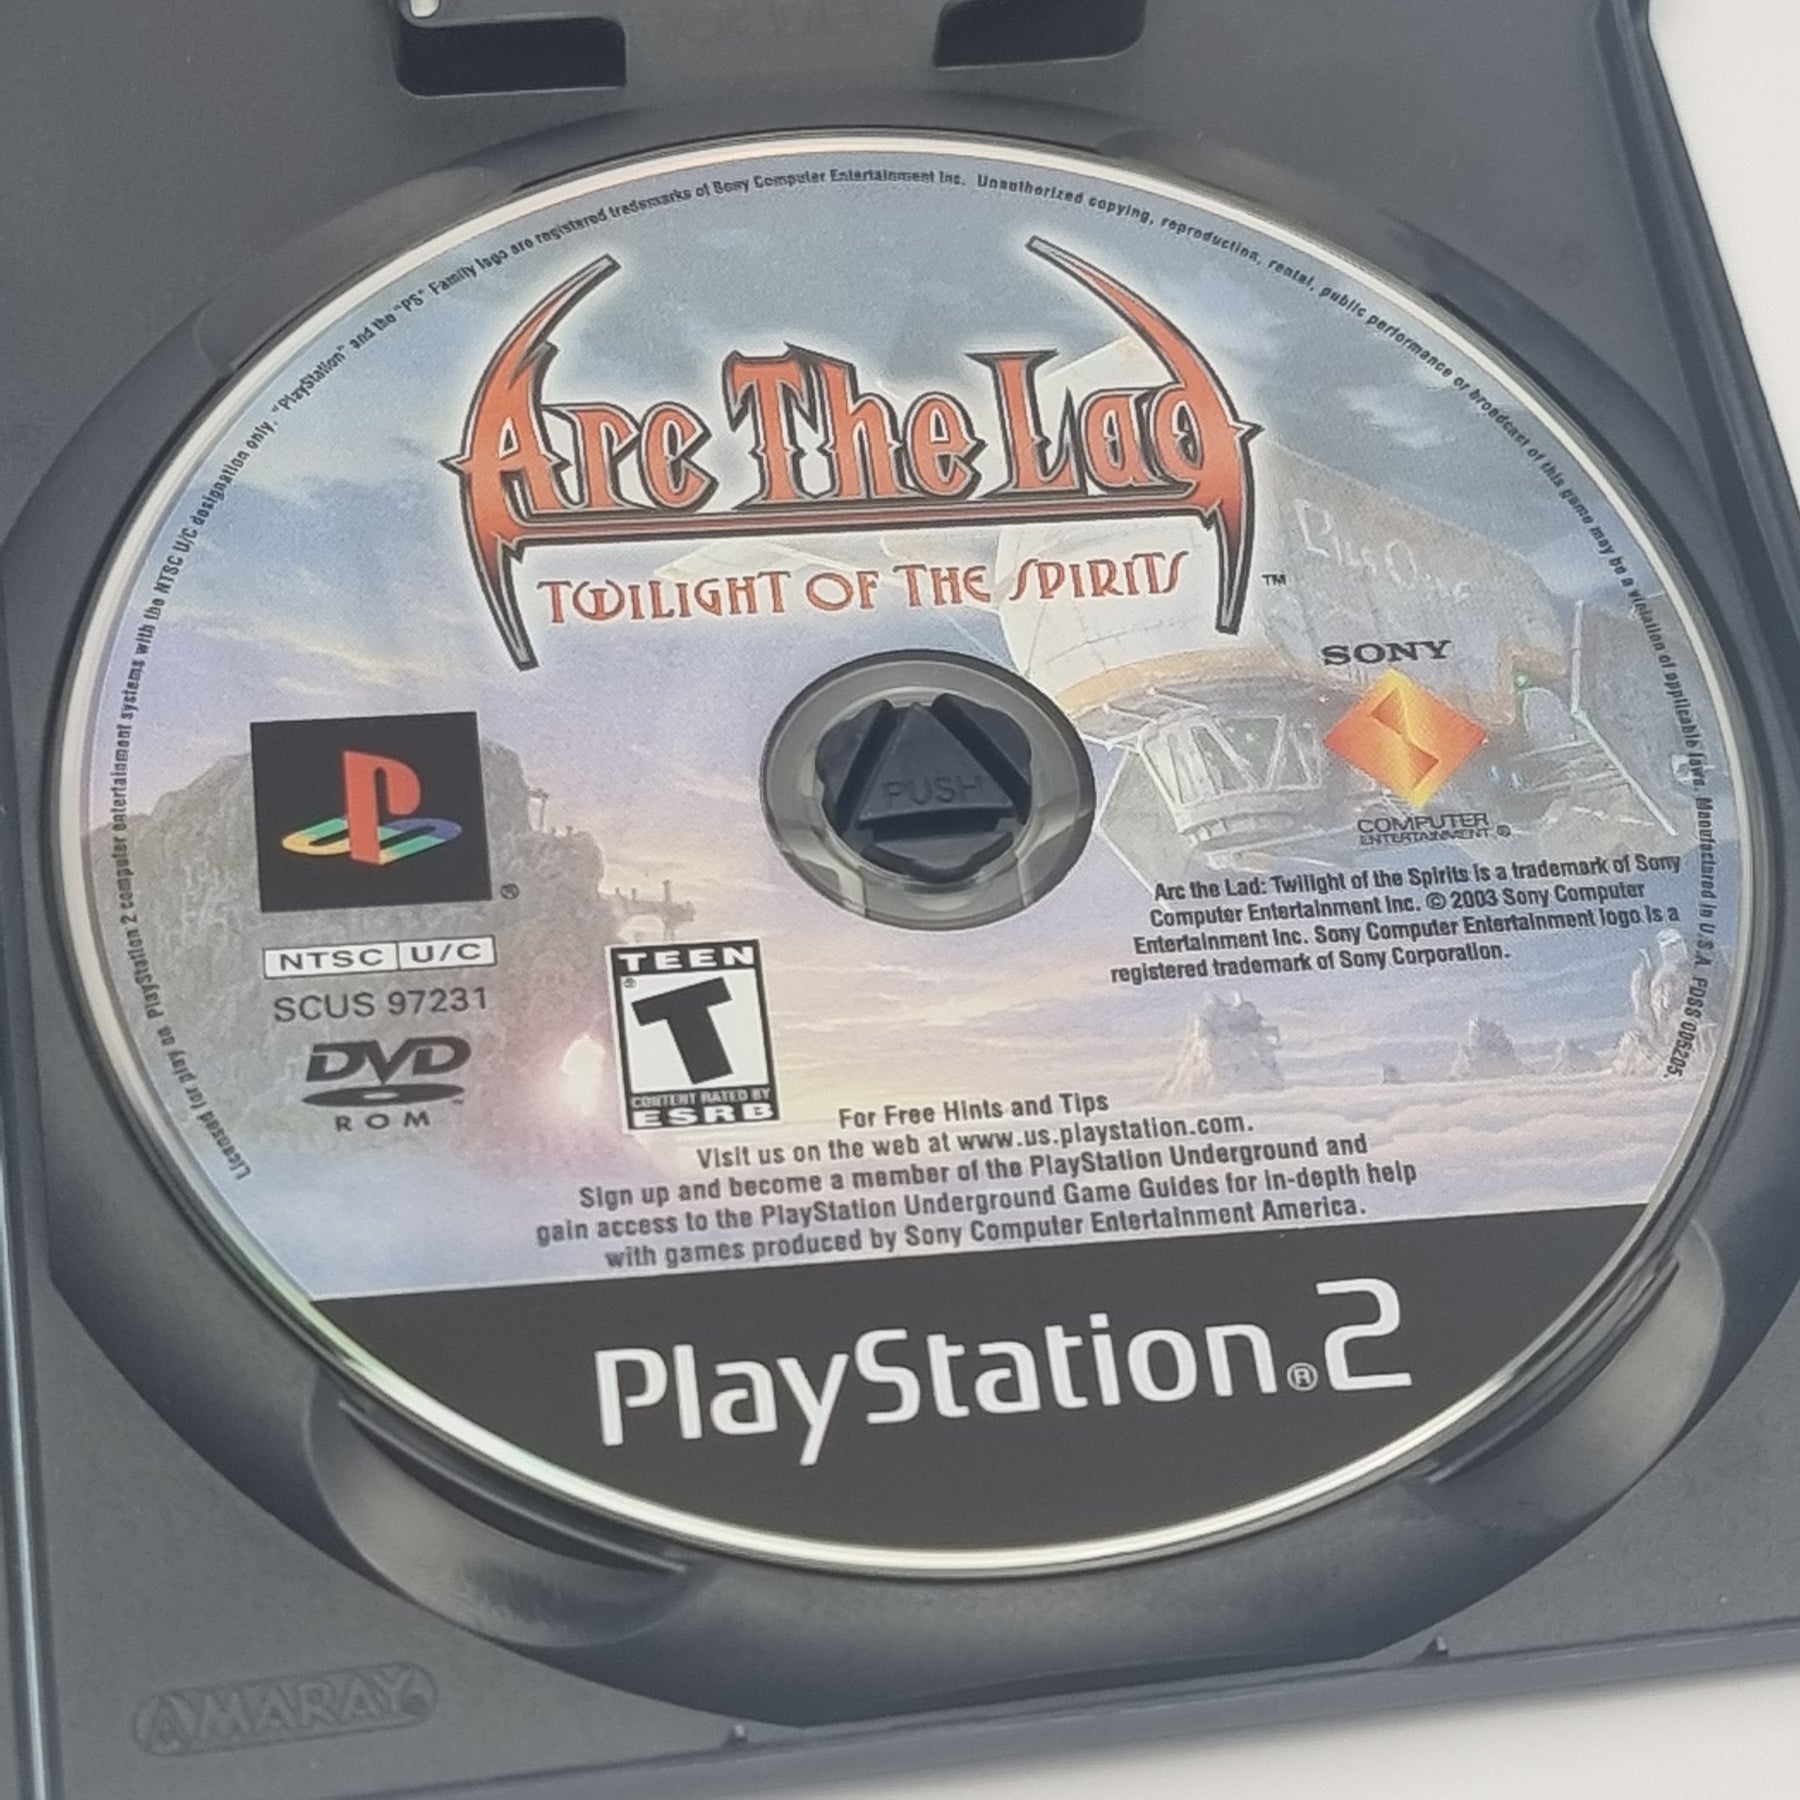 Licensed for play on PlayStation 2 computer entertainment systems with the NTSC U/C designation only. "PlayStation" and the "PS" Family logo are registered trademarks of Sony Computer Entertainment Inc. Unauthorized copying, reproduction, rental, public performance or broadcast of this game may be a violation of applicable laws. Manufactured in U.S.A. PDSS 005205.
Arc The Lad
TWILIGHT OF THE SPIRITS ™
SONY
COMPUTER
ENTERTAINMENT ®
PUSH
®
Arc the Lad: Twilight of the Spirits is a trademark of Sony
Computer Entertainment Inc. © 2003 Sony Computer
Entertainment Inc. Sony Computer Entertainment logo is a
registered trademark of Sony Corporation.
NTSC U/C
SCUS 97231
DVD
ROM
TEEN
T ®
CONTENT RATED BY
ESRB
For Free Hints and Tips
Visit us on the web at www.us.playstation.com.
Sign up and become a member of the PlayStation Underground and
gain access to the PlayStation Underground Game Guides for in-depth help
with games produced by Sony Computer Entertainment America.
PlayStation®2
AMARAY